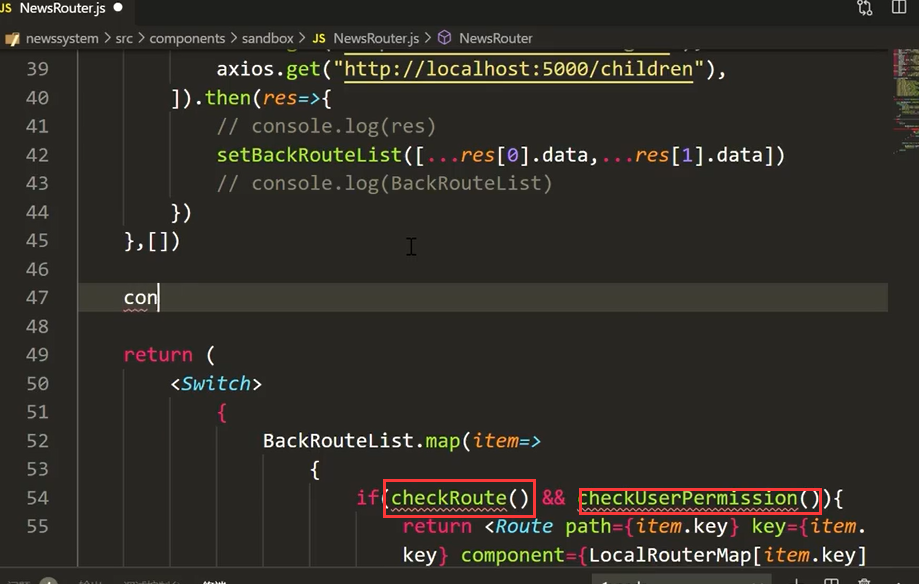 JS NewsRouter.js
newssystem > src > components > sandbox > JS NewsRouter.js > NewsRouter
39 axios.get("http://localhost:5000/children"),
40 ]).then(res=>{
41 // console.log(res)
42 setBackRouteList([...res[0].data,...res[1].data])
43 // console.log(BackRouteList)
44 })
45 },[])
46
47 con
48
49 return (
50 <Switch>
51 {
52 BackRouteList.map(item=>
53 {
54 if(checkRoute() && checkUserPermission()){
55 return <Route path={item.key} key={item.
key} component={LocalRouterMap[item.key]